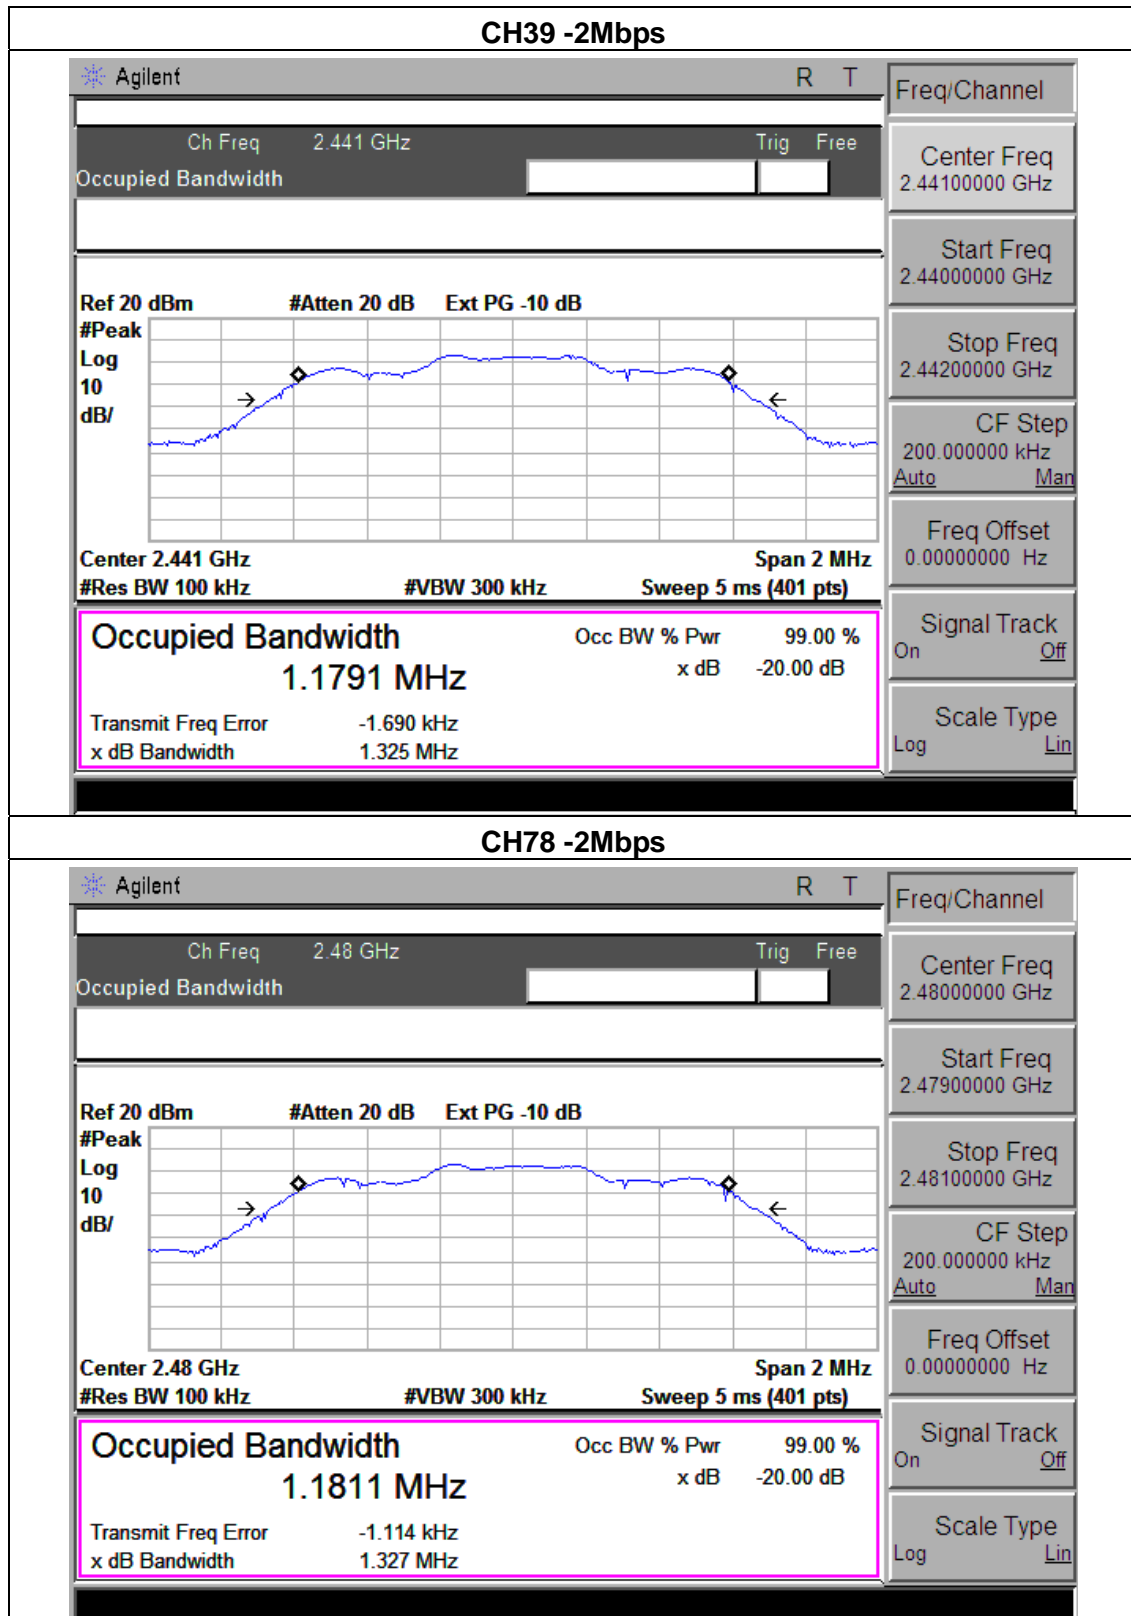 CH39 -2Mbps
Agilent R T
Freq/Channel
Ch Freq 2.441 GHz Trig Free
Occupied Bandwidth
Center Freq
2.44100000 GHz
Start Freq
2.44000000 GHz
Ref 20 dBm #Atten 20 dB Ext PG -10 dB
#Peak
Log
10
dB/
Stop Freq
2.44200000 GHz
CF Step
200.000000 kHz
Auto Man
Freq Offset
0.00000000 Hz
Center 2.441 GHz Span 2 MHz
#Res BW 100 kHz #VBW 300 kHz Sweep 5 ms (401 pts)
Occupied Bandwidth Occ BW % Pwr 99.00 %
1.1791 MHz x dB -20.00 dB
Signal Track
On Off
Transmit Freq Error -1.690 kHz
x dB Bandwidth 1.325 MHz
Scale Type
Log Lin
CH78 -2Mbps
Agilent R T
Freq/Channel
Ch Freq 2.48 GHz Trig Free
Occupied Bandwidth
Center Freq
2.48000000 GHz
Start Freq
2.47900000 GHz
Ref 20 dBm #Atten 20 dB Ext PG -10 dB
#Peak
Log
10
dB/
Stop Freq
2.48100000 GHz
CF Step
200.000000 kHz
Auto Man
Freq Offset
0.00000000 Hz
Center 2.48 GHz Span 2 MHz
#Res BW 100 kHz #VBW 300 kHz Sweep 5 ms (401 pts)
Occupied Bandwidth Occ BW % Pwr 99.00 %
1.1811 MHz x dB -20.00 dB
Signal Track
On Off
Transmit Freq Error -1.114 kHz
x dB Bandwidth 1.327 MHz
Scale Type
Log Lin